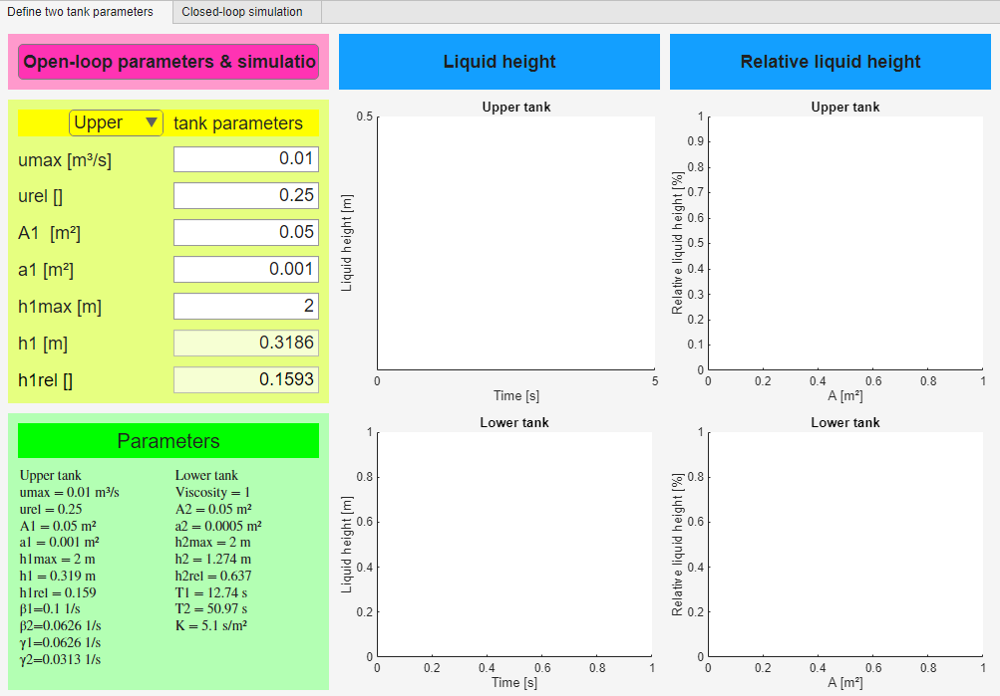 Define two tank parameters
Closed-loop simulation
Open-loop parameters & simulatio
Upper tank parameters
umax [m³/s] 0.01
urel [] 0.25
A1 [m²] 0.05
a1 [m²] 0.001
h1max [m] 2
h1 [m] 0.3186
h1rel [] 0.1593
Parameters
Upper tank
umax = 0.01 m³/s
urel = 0.25
A1 = 0.05 m²
a1 = 0.001 m²
h1max = 2 m
h1 = 0.319 m
h1rel = 0.159
β1=0.1 1/s
β2=0.0626 1/s
γ1=0.0626 1/s
γ2=0.0313 1/s
Lower tank
Viscosity = 1
A2 = 0.05 m²
a2 = 0.0005 m²
h2max = 2 m
h2 = 1.274 m
h2rel = 0.637
T1 = 12.74 s
T2 = 50.97 s
K = 5.1 s/m²
Liquid height
Upper tank
0.5
Liquid height [m]
0 5
Time [s]
Lower tank
1
0.8
0.6
0.4
0.2
0
Liquid height [m]
0 0.2 0.4 0.6 0.8 1
Time [s]
Relative liquid height
Upper tank
1
0.9
0.8
0.7
0.6
0.5
0.4
0.3
0.2
0.1
0
Relative liquid height [%]
0 0.2 0.4 0.6 0.8 1
A [m²]
Lower tank
1
0.8
0.6
0.4
0.2
0
Relative liquid height [%]
0 0.2 0.4 0.6 0.8 1
A [m²]